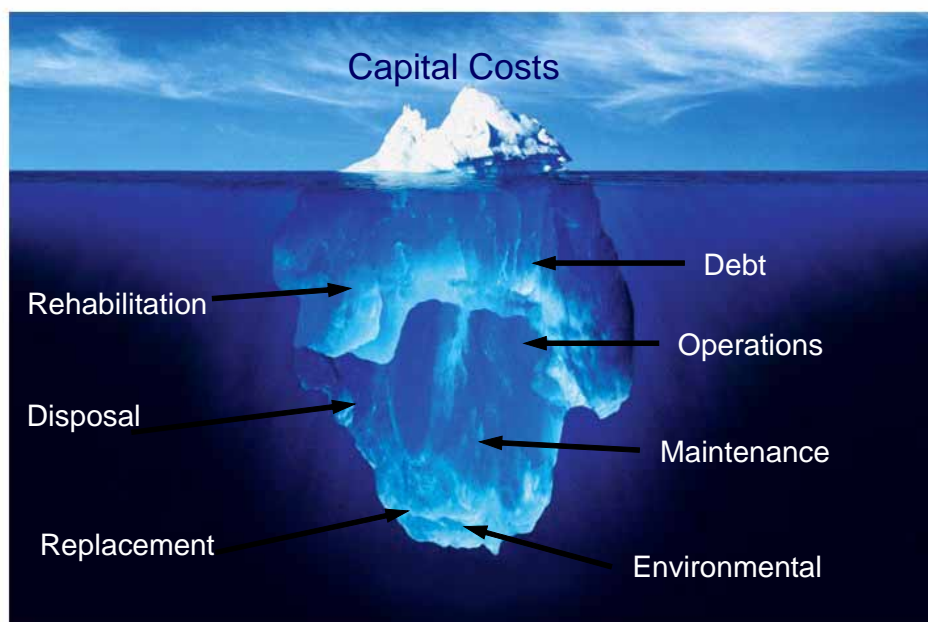 Capital Costs
Debt
Rehabilitation
Operations
Disposal
Maintenance
Replacement
Environmental